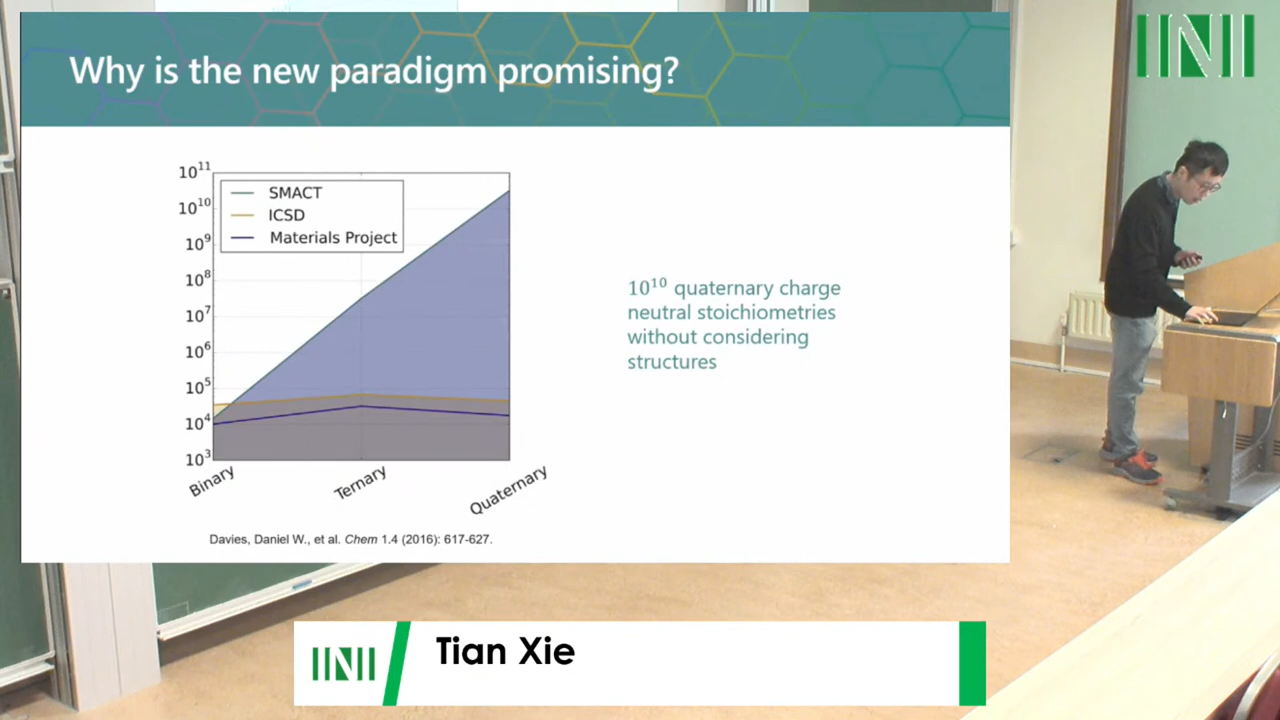 Why is the new paradigm promising?
10^11
10^10
10^9
10^8
10^7
10^6
10^5
10^4
10^3
SMACT
ICSD
Materials Project
Binary
Ternary
Quaternary
10^10 quaternary charge
neutral stoichiometries
without considering
structures
Davies, Daniel W., et al. Chem 1.4 (2016): 617-627.
INI
INI
Tian Xie